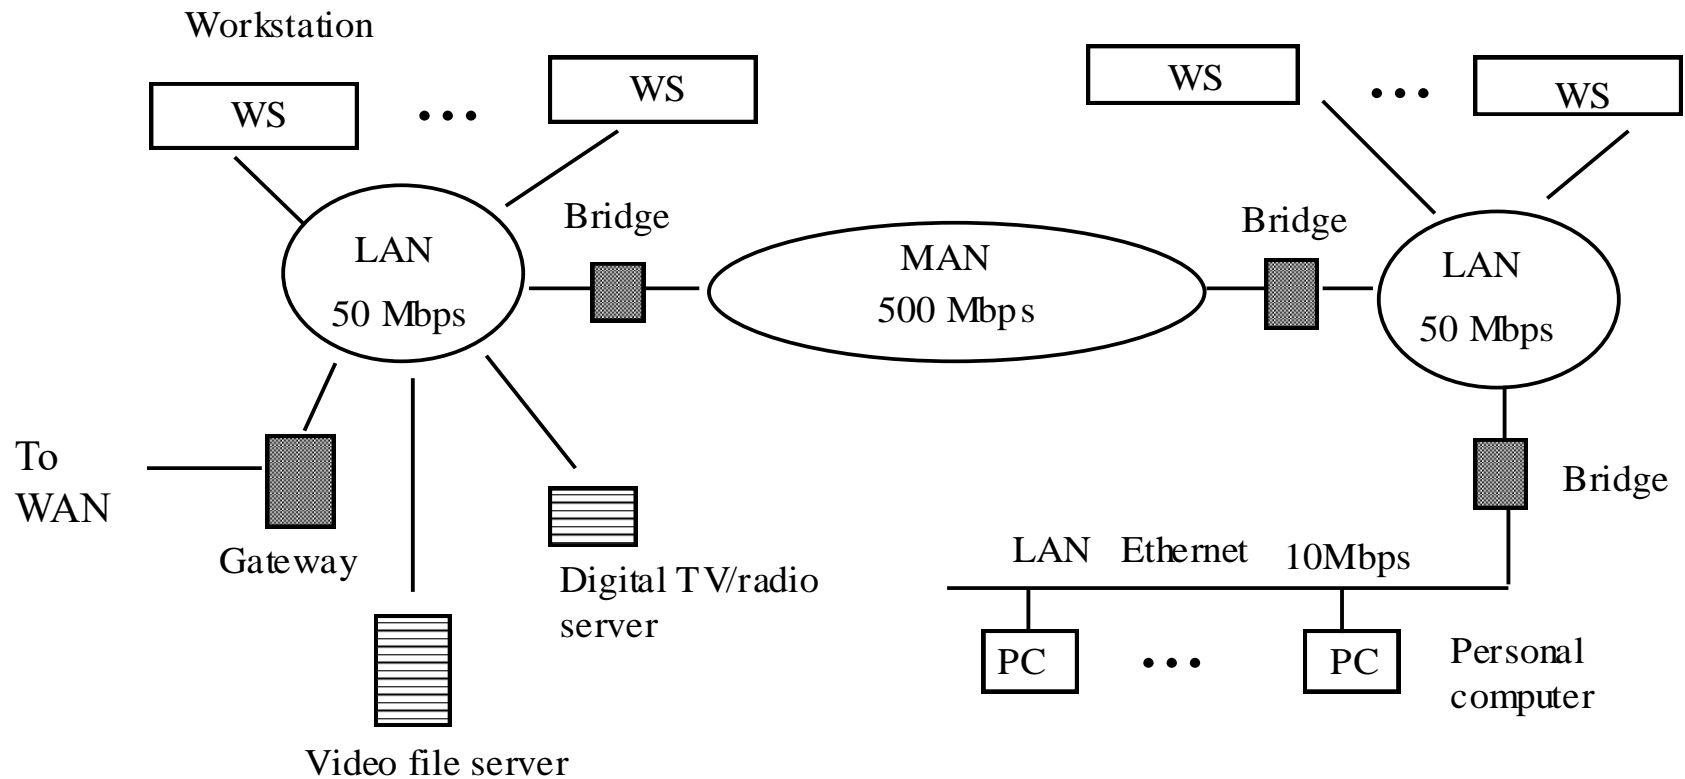 Workstation
WS
• • •
WS
WS
• • •
WS
Bridge
Bridge
LAN
50 Mbps
MAN
500 Mbps
LAN
50 Mbps
To
WAN
Gateway
Bridge
Digital TV/radio
server
LAN Ethernet 10Mbps
PC
• • •
PC
Personal
computer
Video file server